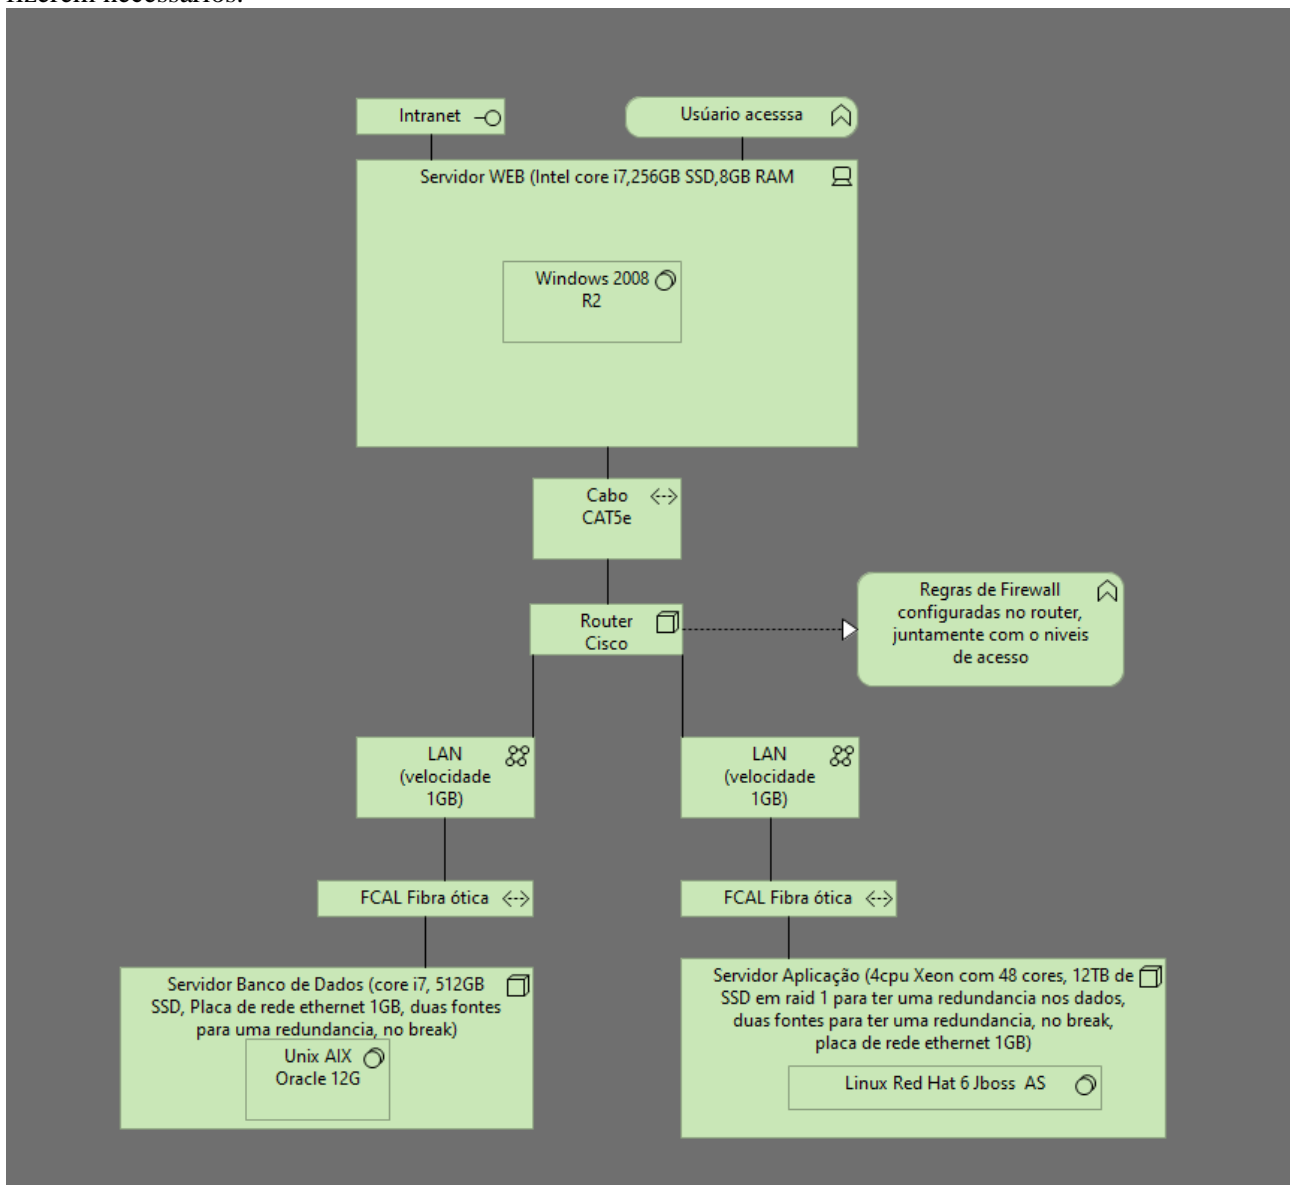 fizerem necessários.
Intranet
Usúario acesssa
Servidor WEB (Intel core i7,256GB SSD,8GB RAM
Windows 2008
R2
Cabo
CAT5e
Router
Cisco
Regras de Firewall
configuradas no router,
juntamente com o niveis
de acesso
LAN
(velocidade
1GB)
LAN
(velocidade
1GB)
FCAL Fibra ótica
FCAL Fibra ótica
Servidor Banco de Dados (core i7, 512GB
SSD, Placa de rede ethernet 1GB, duas fontes
para uma redundancia, no break)
Unix AIX
Oracle 12G
Servidor Aplicação (4cpu Xeon com 48 cores, 12TB de
SSD em raid 1 para ter uma redundancia nos dados,
duas fontes para ter uma redundancia, no break,
placa de rede ethernet 1GB)
Linux Red Hat 6 Jboss  AS